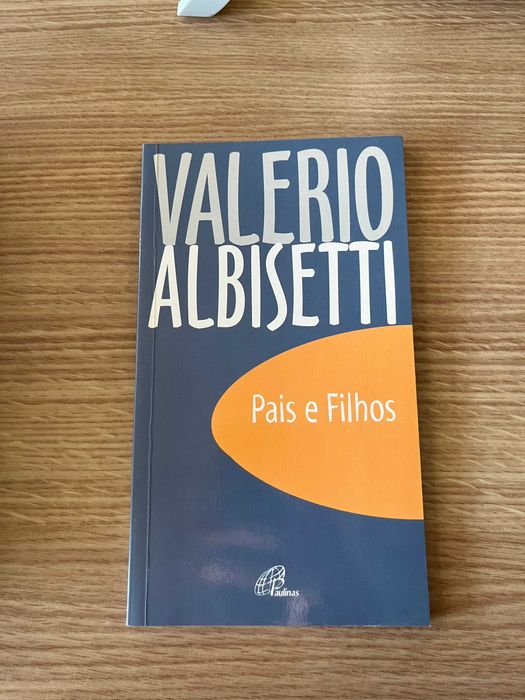 VALERIO
ALBISETTI
Pais e Filhos
Paulinas